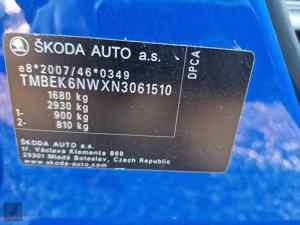 ŠKODA AUTO a.s.
e8*2007/46*0349
TMBEK6NWXN3061510
1680 kg
2930 kg
1- 900 kg
2- 810 kg
ŠKODA AUTO a.s.
tř. Václava Klementa 869
29301 Mladá Boleslav, Czech Republic
www.skoda-auto.com
DPCA